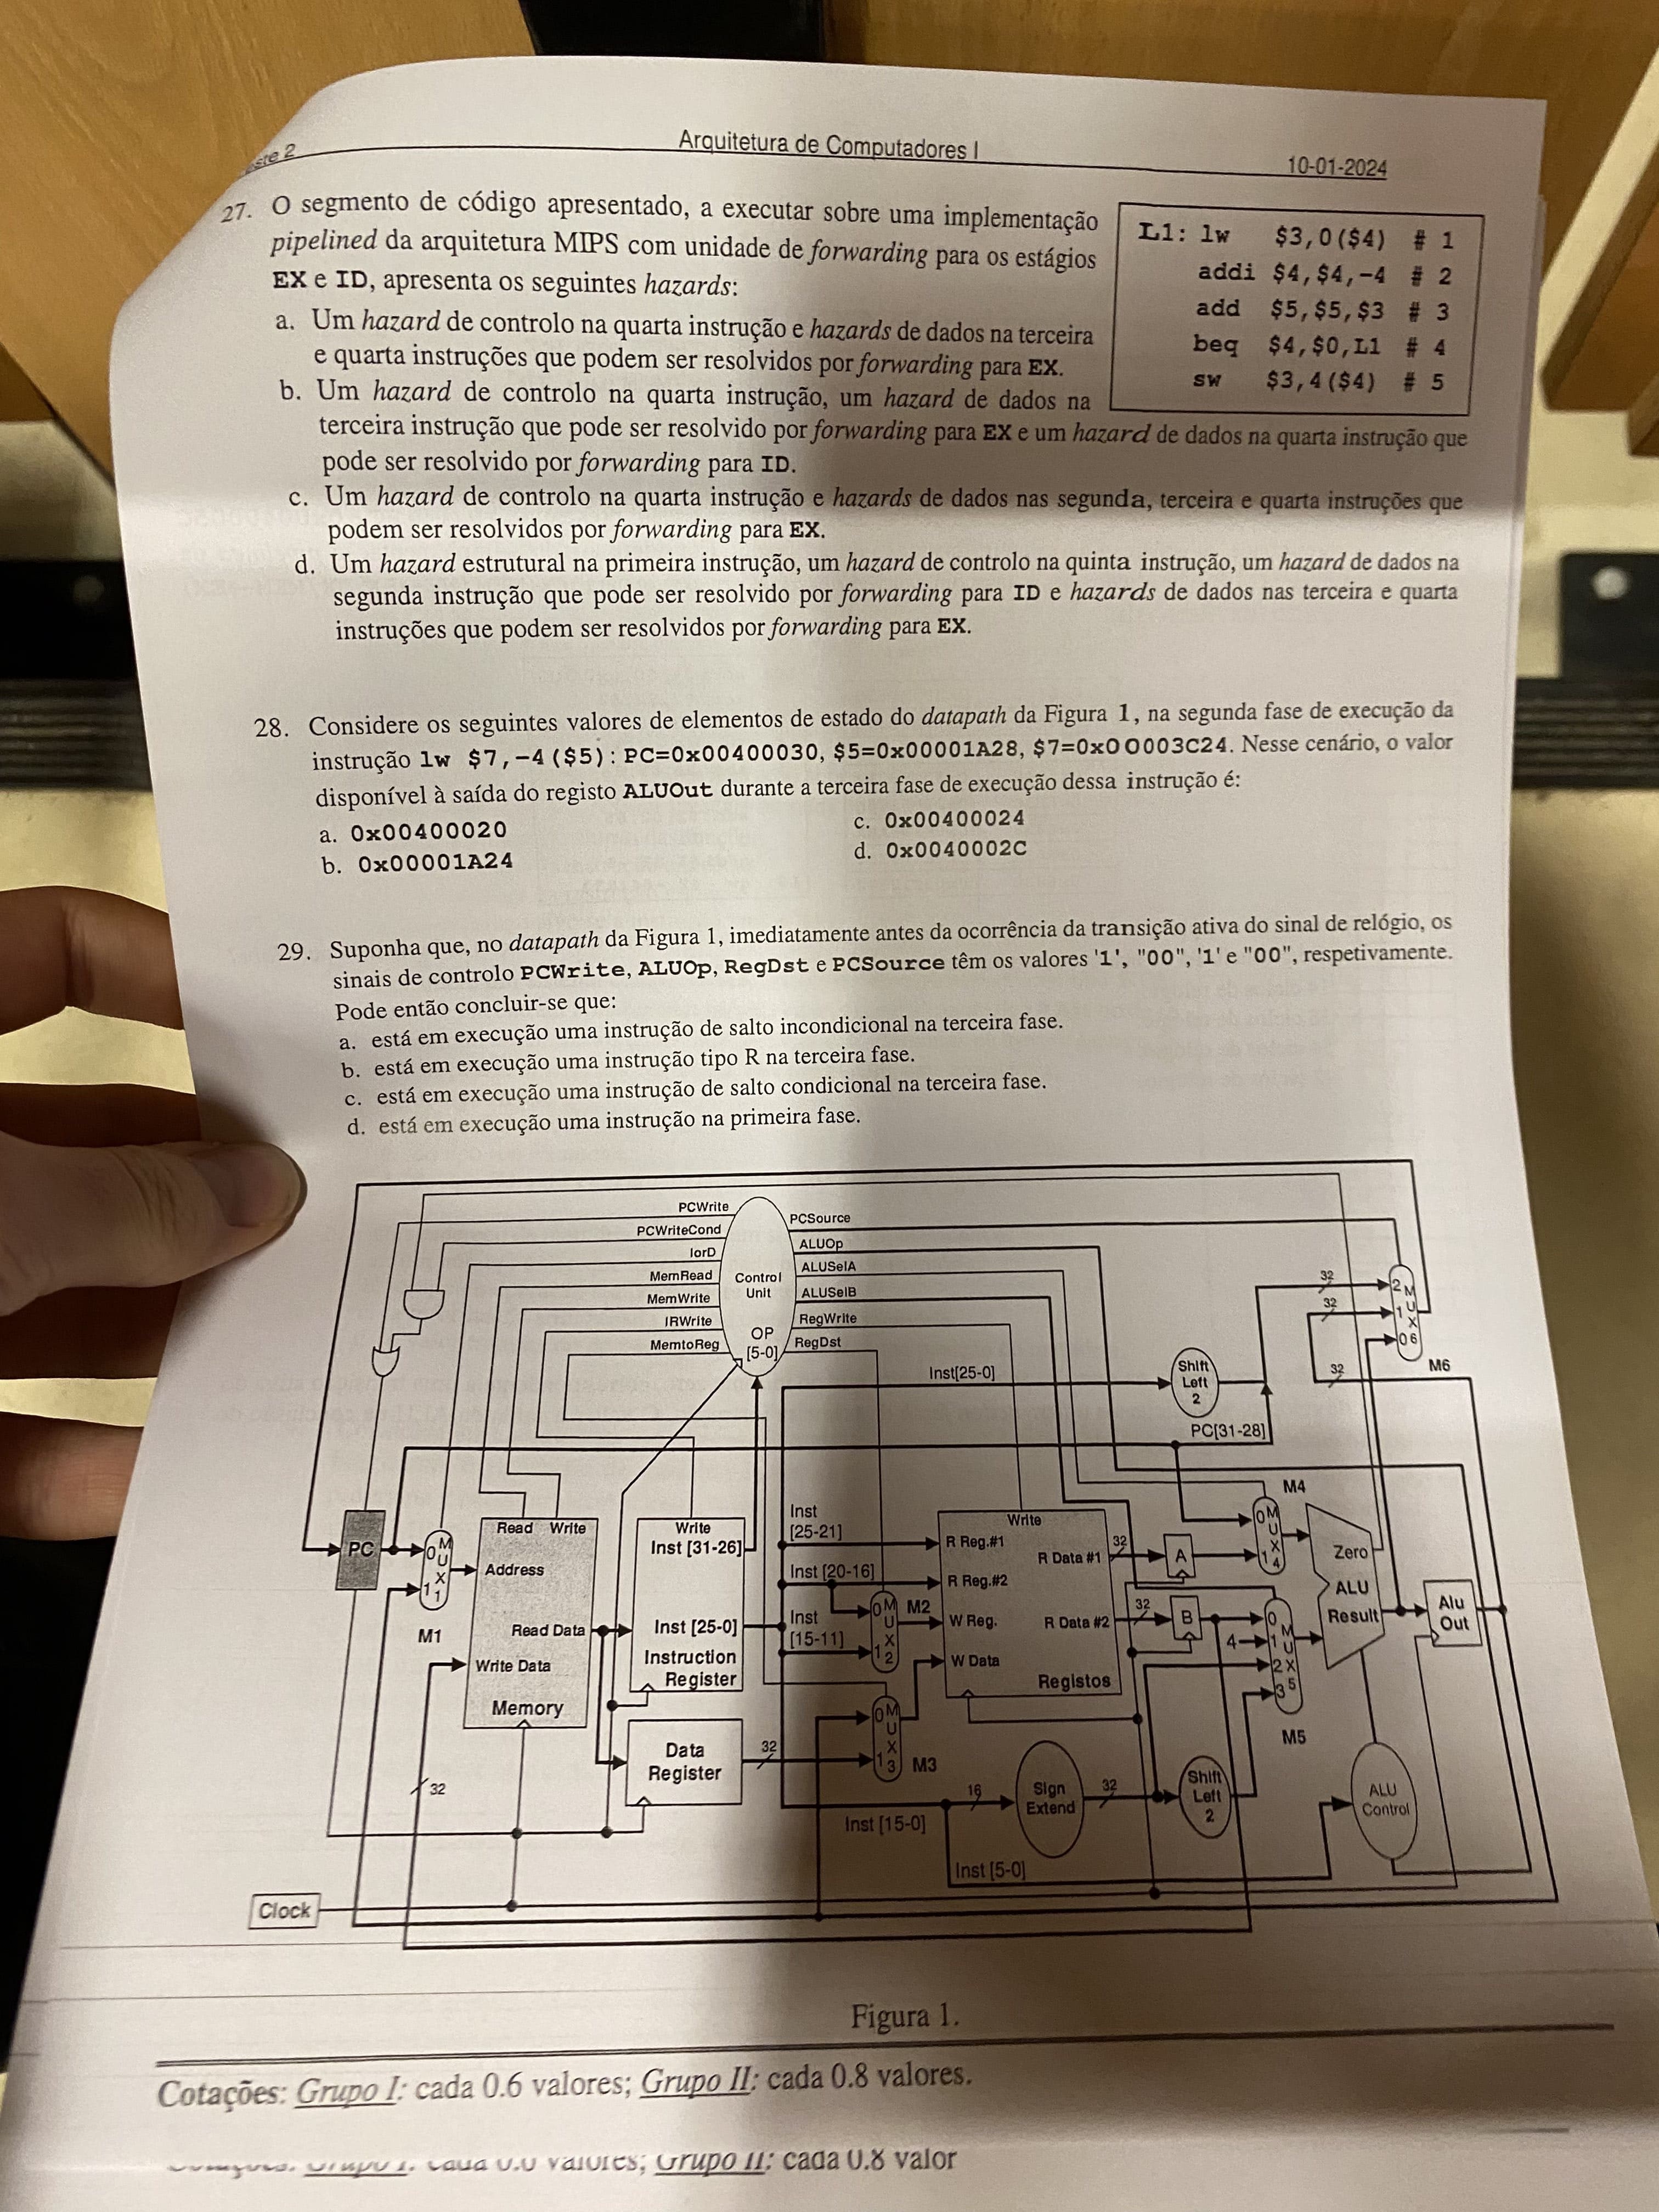 ste 2
Arquitetura de Computadores I
10-01-2024
27. O segmento de código apresentado, a executar sobre uma implementação
pipelined da arquitetura MIPS com unidade de forwarding para os estágios
EX e ID, apresenta os seguintes hazards:
a. Um hazard de controlo na quarta instrução e hazards de dados na terceira
e quarta instruções que podem ser resolvidos por forwarding para EX.
b. Um hazard de controlo na quarta instrução, um hazard de dados na
terceira instrução que pode ser resolvido por forwarding para EX e um hazard de dados na quarta instrução que
pode ser resolvido por forwarding para ID.
c. Um hazard de controlo na quarta instrução e hazards de dados nas segunda, terceira e quarta instruções que
podem ser resolvidos por forwarding para EX.
d. Um hazard estrutural na primeira instrução, um hazard de controlo na quinta instrução, um hazard de dados na
segunda instrução que pode ser resolvido por forwarding para ID e hazards de dados nas terceira e quarta
instruções que podem ser resolvidos por forwarding para EX.
L1: lw $3,0($4) # 1
addi $4,$4,-4 # 2
add $5,$5,$3 # 3
beq $4,$0,L1 # 4
sw $3,4($4) # 5
28. Considere os seguintes valores de elementos de estado do datapath da Figura 1, na segunda fase de execução da
instrução lw $7,-4($5): PC=0x00400030, $5=0x00001A28, $7=0x00003C24. Nesse cenário, o valor
disponível à saída do registo ALUOut durante a terceira fase de execução dessa instrução é:
a. 0x00400020
b. 0x00001A24
c. 0x00400024
d. 0x0040002C
29. Suponha que, no datapath da Figura 1, imediatamente antes da ocorrência da transição ativa do sinal de relógio, os
sinais de controlo PCWrite, ALUOp, RegDst e PCSource têm os valores '1', "00", '1' e "00", respetivamente.
Pode então concluir-se que:
a. está em execução uma instrução de salto incondicional na terceira fase.
b. está em execução uma instrução tipo R na terceira fase.
c. está em execução uma instrução de salto condicional na terceira fase.
d. está em execução uma instrução na primeira fase.
PCWrite
PCWriteCond
IorD
MemRead
MemWrite
IRWrite
MemtoReg
Control
Unit
OP
[5-0]
PCSource
ALUOp
ALUSelA
ALUSelB
RegWrite
RegDst
Inst[25-0]
Shift
Left
2
PC[31-28]
32
32
32
2
1
0
M
U
X
6
M6
PC
0
1
M
U
X
1
M1
Read Write
Address
Read Data
Write Data
Memory
Write
Inst [31-26]
Inst [25-0]
Instruction
Register
Data
Register
32
32
Inst
[25-21]
Inst [20-16]
Inst
[15-11]
0
1
M
U
X
2
M2
0
1
M
U
X
3
M3
Write
R Reg.#1
R Reg.#2
W Reg.
W Data
R Data #1
R Data #2
Registos
32
32
A
B
4
0
1
M
U
X
4
M4
0
1
2
3
M
U
X
5
M5
Zero
ALU
Result
Alu
Out
16
Sign
Extend
32
Shift
Left
2
ALU
Control
Inst [15-0]
Inst [5-0]
Clock
Figura 1.
Cotações: Grupo I: cada 0.6 valores; Grupo II: cada 0.8 valores.
Cotações: Grupo I: cada 0.6 valores; Grupo II: cada 0.8 valor